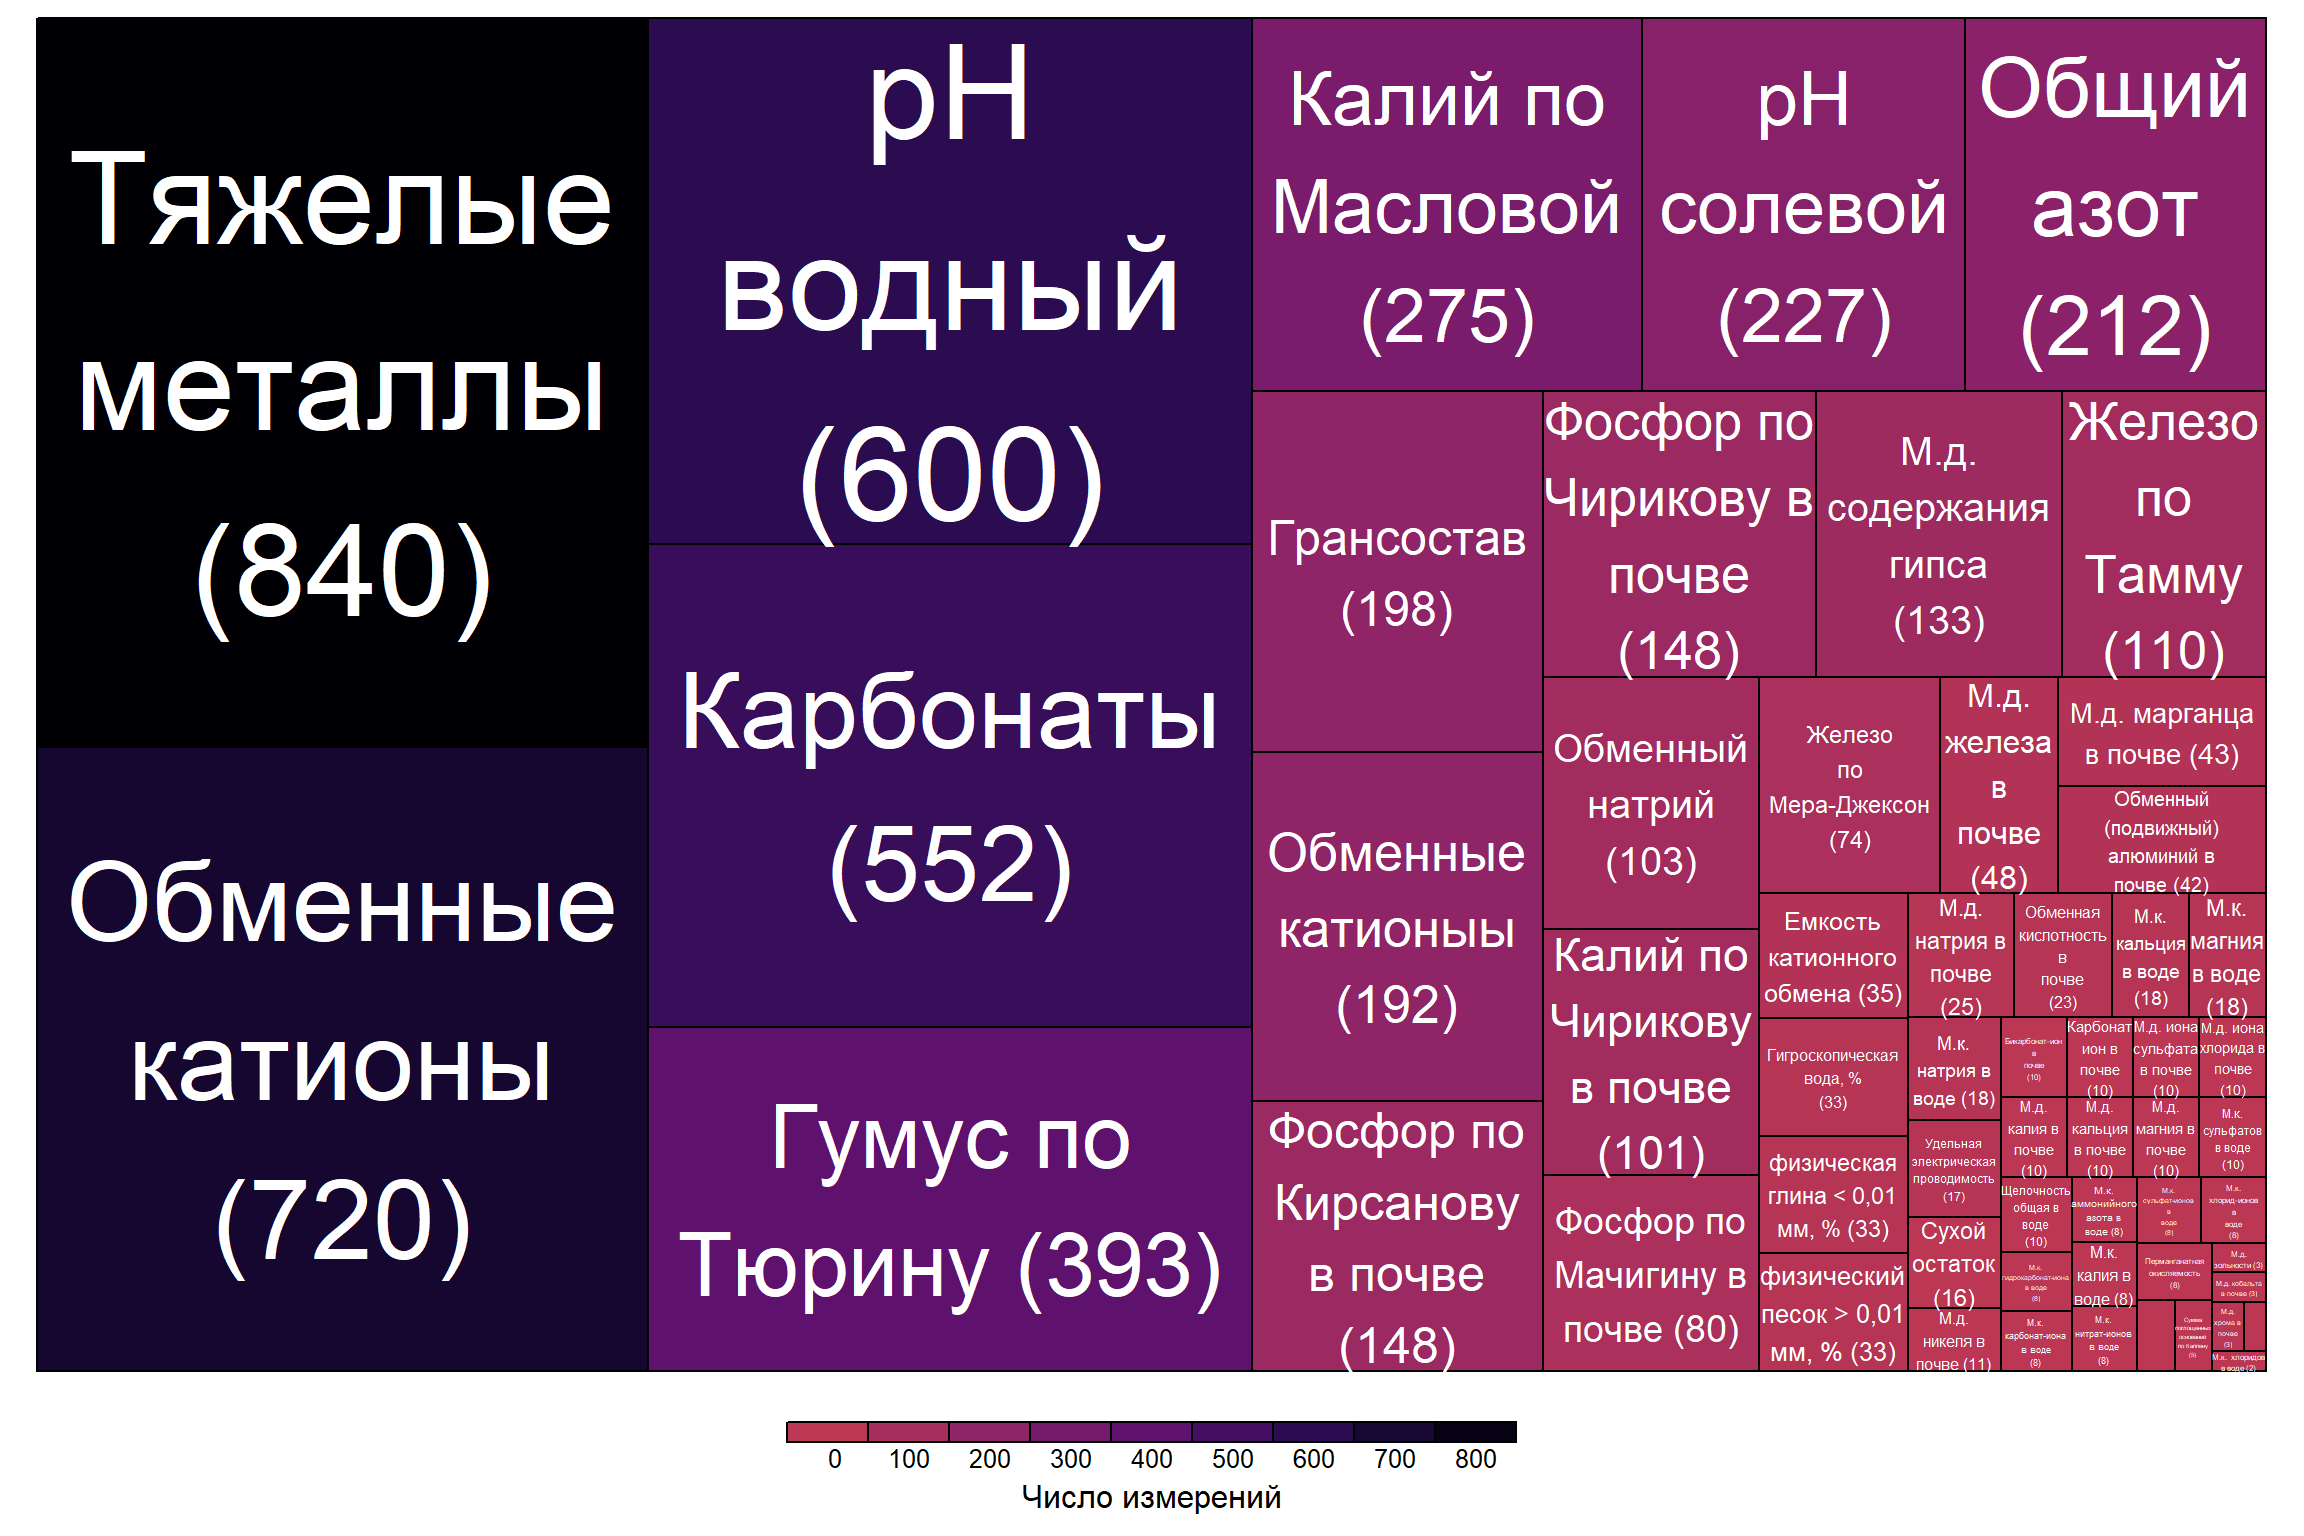 Тяжелые
металлы
(840)
Обменные
катионы
(720)
pH
водный
(600)
Карбонаты
(552)
Гумус по
Тюрину (393)
Калий по
Масловой
(275)
pH
солевой
(227)
Общий
азот
(212)
Грансостав
(198)
Обменные
катионыы
(192)
Фосфор по
Кирсанову
в почве
(148)
Фосфор по
Чирикову в
почве
(148)
М.д.
содержания
гипса
(133)
Железо
по
Тамму
(110)
Обменный
натрий
(103)
Калий по
Чирикову
в почве
(101)
Фосфор по
Мачигину в
почве (80)
Железо
по
Мера-Джексон
(74)
М.д.
железа
в
почве
(48)
М.д. марганца
в почве (43)
Обменный
(подвижный)
алюминий в
почве (42)
Емкость
катионного
обмена (35)
Гигроскопическая
вода, %
(33)
физическая
глина < 0,01
мм, % (33)
физический
песок > 0,01
мм, % (33)
М.д.
натрия в
почве
(25)
Обменная
кислотность
в
почве
(23)
М.к.
кальция
в воде
(18)
М.к.
магния
в воде
(18)
М.к.
натрия в
воде (18)
Удельная
электрическая
проводимость
(17)
Сухой
остаток
(16)
М.д.
никеля в
почве (11)
Бикарбонат-ион
в
почве
(10)
Карбонат
ион в
почве
(10)
М.д. иона
сульфата
в почве
(10)
М.д. иона
хлорида в
почве
(10)
М.д.
калия в
почве
(10)
М.д.
кальция
в почве
(10)
М.д.
магния в
почве
(10)
М.к.
сульфатов
в воде
(10)
Щелочность
общая в
воде
(10)
М.к.
гидрокарбонат-иона
в воде
(8)
М.к.
карбонат-иона
в воде
(8)
М.к.
аммонийного
азота в
воде (8)
М.к.
калия в
воде (8)
М.к.
нитрат-ионов
в воде
(8)
М.к.
сульфат-ионов
в
воде
(8)
М.к.
хлорид-ионов
в
воде
(8)
Перманганатная
окисляемость
(8)
Сумма
поглощенных
оснований
по Каппену
(5)
М.д.
зольности (3)
М.д. кобальта
в почве (3)
М.д.
хрома в
почве
(3)
М.к. хлоридов
в воде (2)
0 100 200 300 400 500 600 700 800
Число измерений